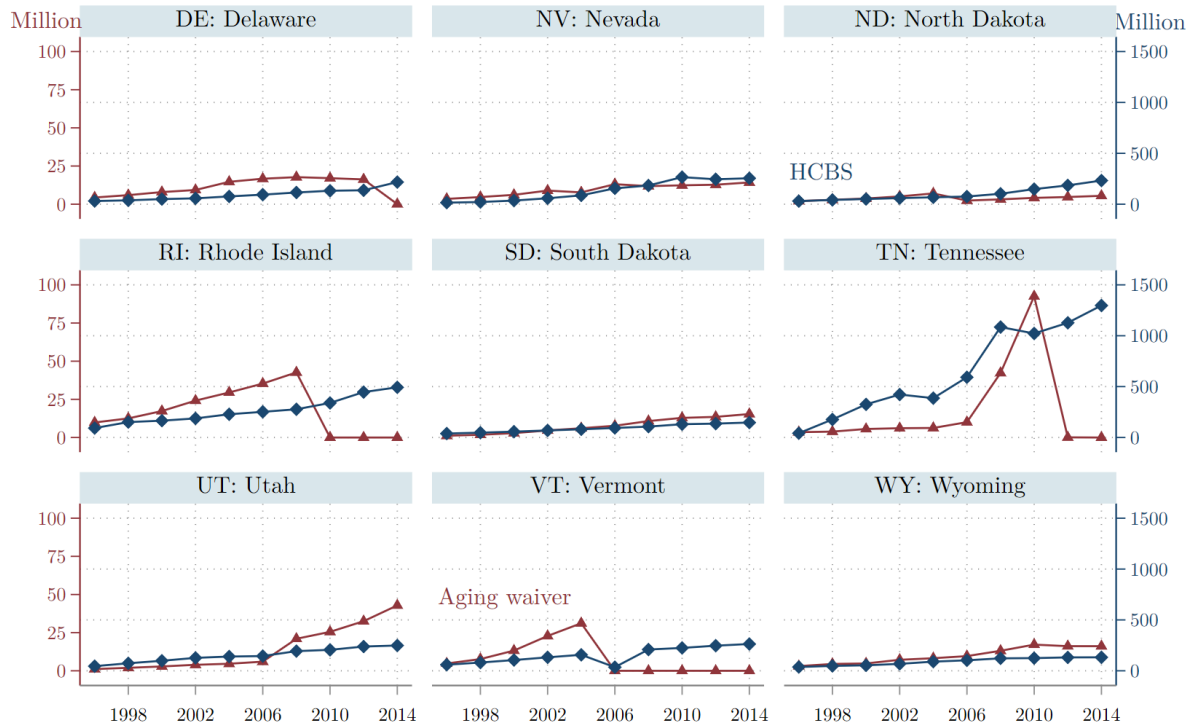 Million DE: Delaware NV: Nevada ND: North Dakota Million
100 1500
75 1000
50
25 HCBS 500
0 0
RI: Rhode Island SD: South Dakota TN: Tennessee
100 1500
75 1000
50
25 500
0 0
UT: Utah VT: Vermont WY: Wyoming
100 1500
75 1000
50 Aging waiver 500
25
0 0
1998 2002 2006 2010 2014 1998 2002 2006 2010 2014 1998 2002 2006 2010 2014